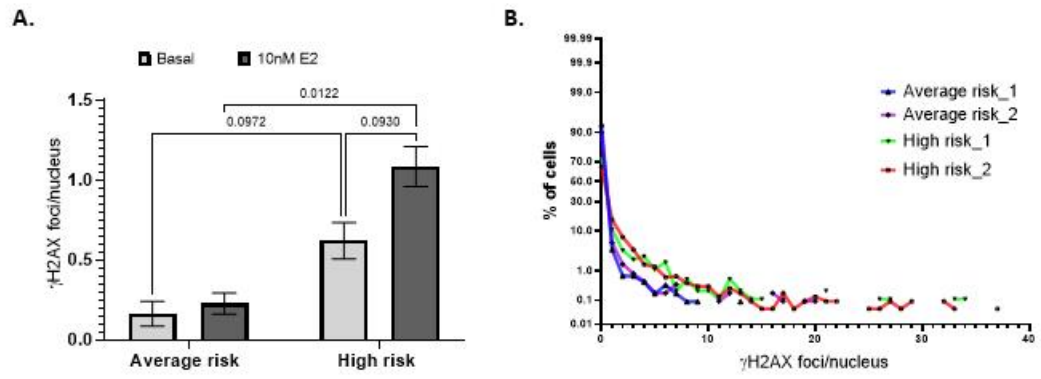 A.
Basal 10nM E2
0.0122
0.0972 0.0930
1.5
1.0
0.5
0.0
γH2AX foci/nucleus
Average risk High risk
B.
99.99
99.9
99.0
90.0
70.0
60.0
30.0
10.0
1.0
0.1
0.01
% of cells
Average risk_1
Average risk_2
High risk_1
High risk_2
0 10 20 30 40
γH2AX foci/nucleus